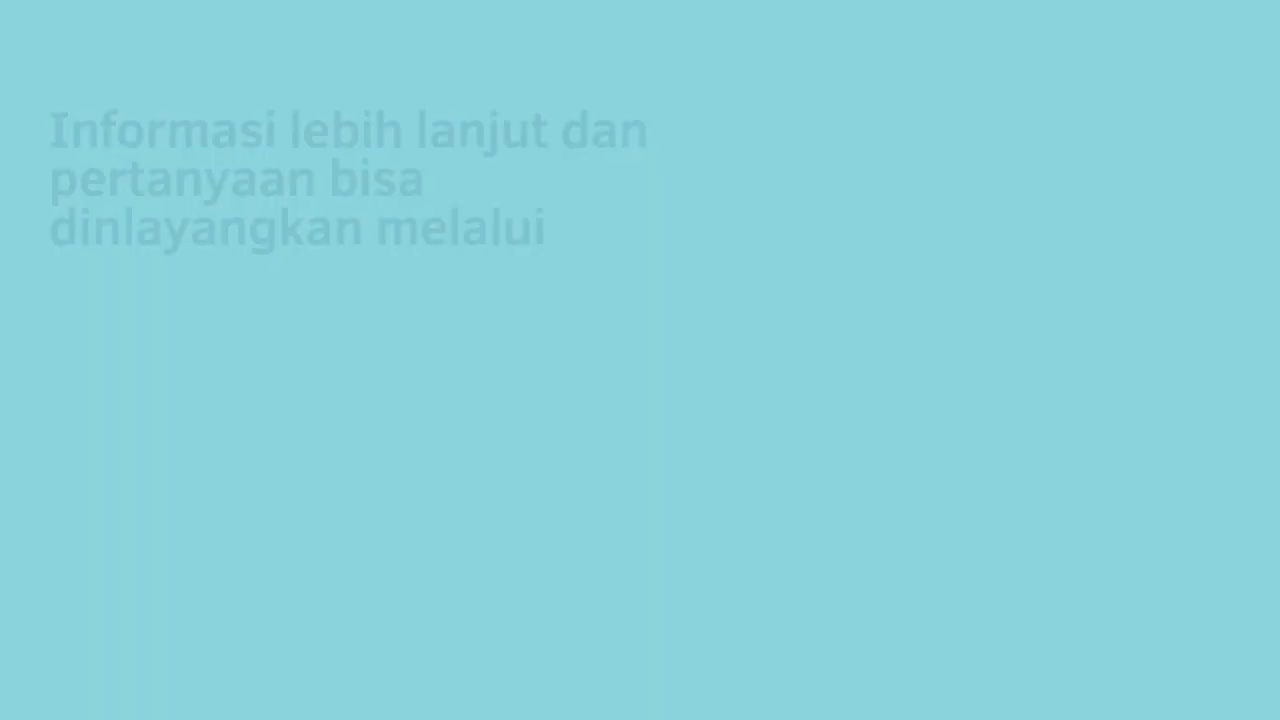 Informasi lebih lanjut dan
pertanyaan bisa
dinlayangkan melalui